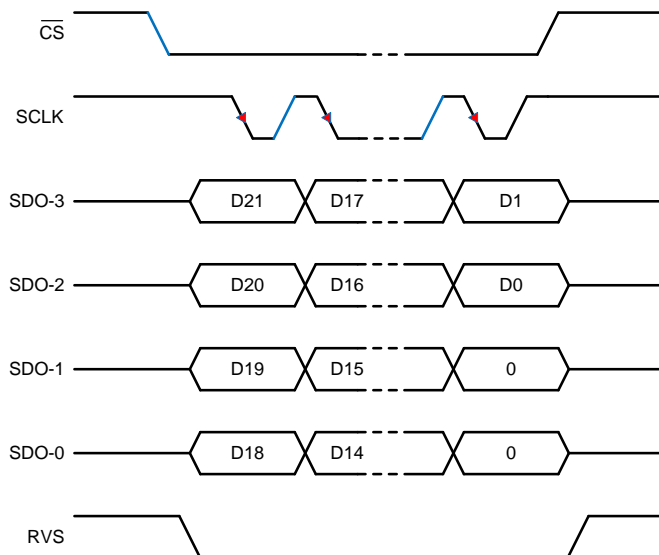 CS
SCLK
SDO-3 D21 D17 D1
SDO-2 D20 D16 D0
SDO-1 D19 D15 0
SDO-0 D18 D14 0
RVS